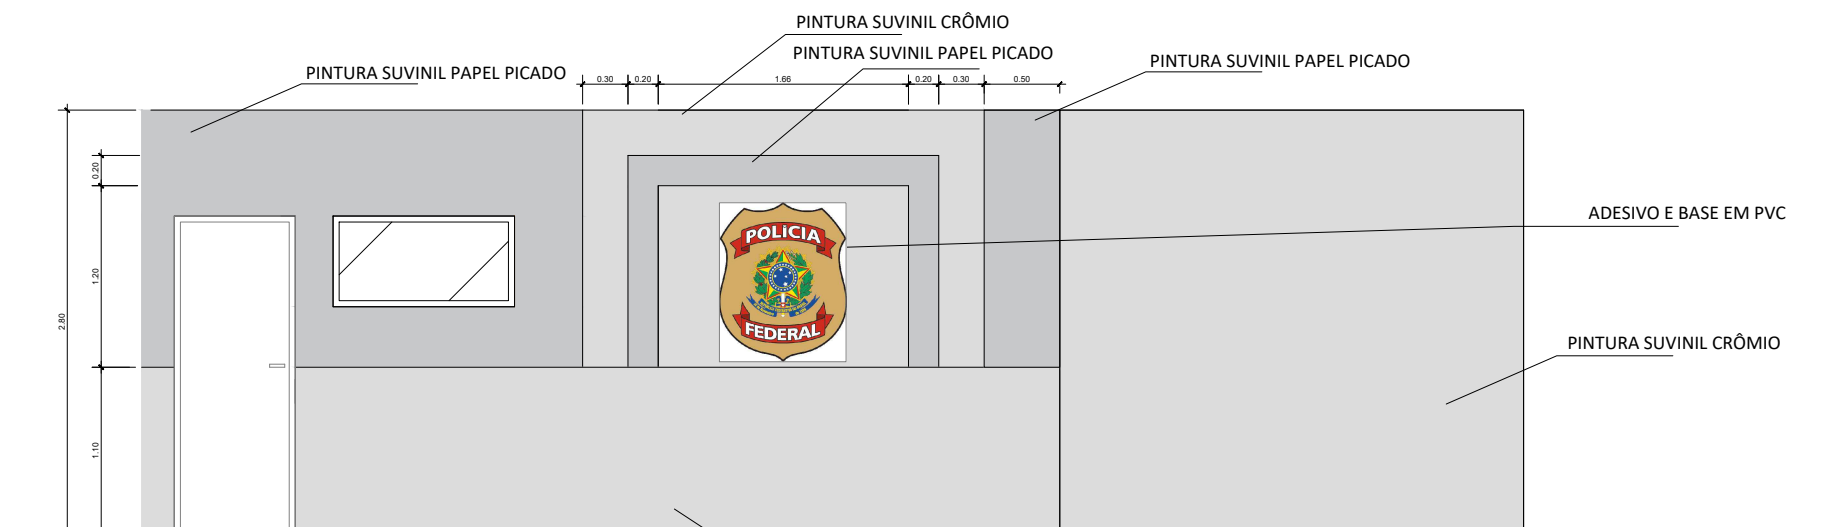 PINTURA SUVINIL CRÔMIO
PINTURA SUVINIL PAPEL PICADO
PINTURA SUVINIL PAPEL PICADO
PINTURA SUVINIL PAPEL PICADO
0.30 0.20 1.66 0.20 0.30 0.50
0.20
1.20
2.80
1.10
POLÍCIA
FEDERAL
ADESIVO E BASE EM PVC
PINTURA SUVINIL CRÔMIO